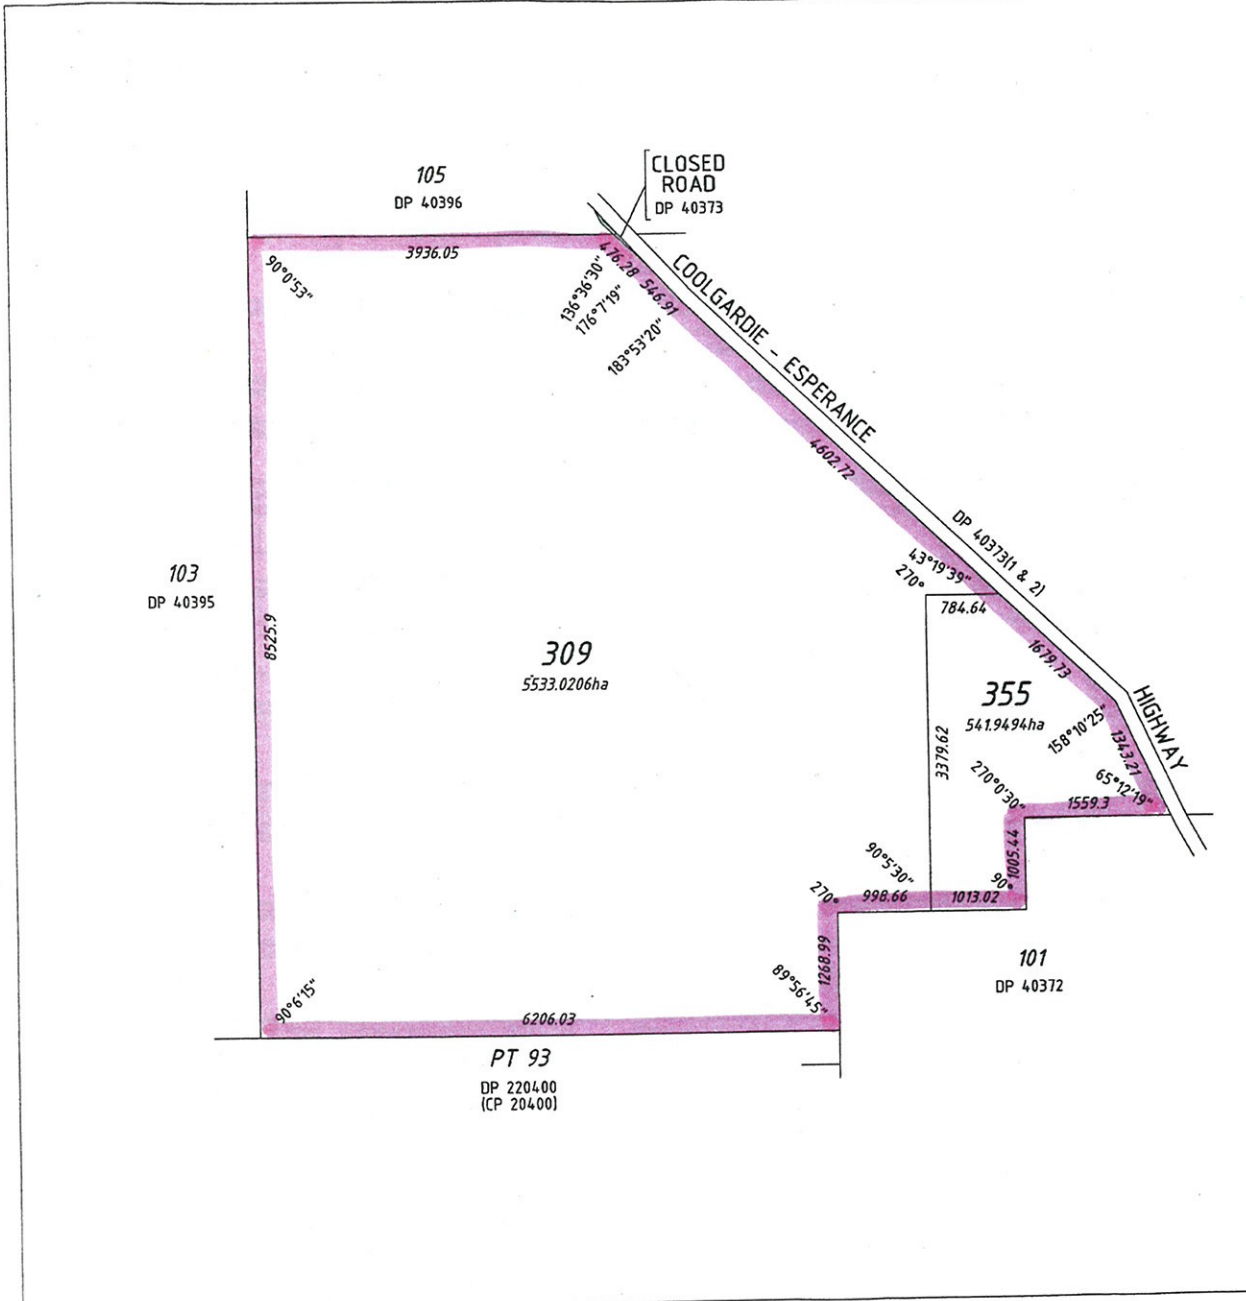 105
DP 40396
CLOSED
ROAD
DP 40373
3936.05
90°0'53"
476.28
546.91
136°36'30"
176°7'19"
183°53'20"
COOLGARDIE - ESPERANCE
HIGHWAY
4602.72
DP 40373(1 & 2)
43°19'39"
270°
784.64
103
DP 40395
8525.9
309
5533.0206ha
1679.73
355
541.9494ha
158°10'25"
1343.21
3379.62
270°0'30"
65°12'19"
1559.3
1005.44
90°5'30"
90°
270°
998.66
1013.02
1268.99
89°56'45"
101
DP 40372
90°6'15"
6206.03
PT 93
DP 220400
(CP 20400)